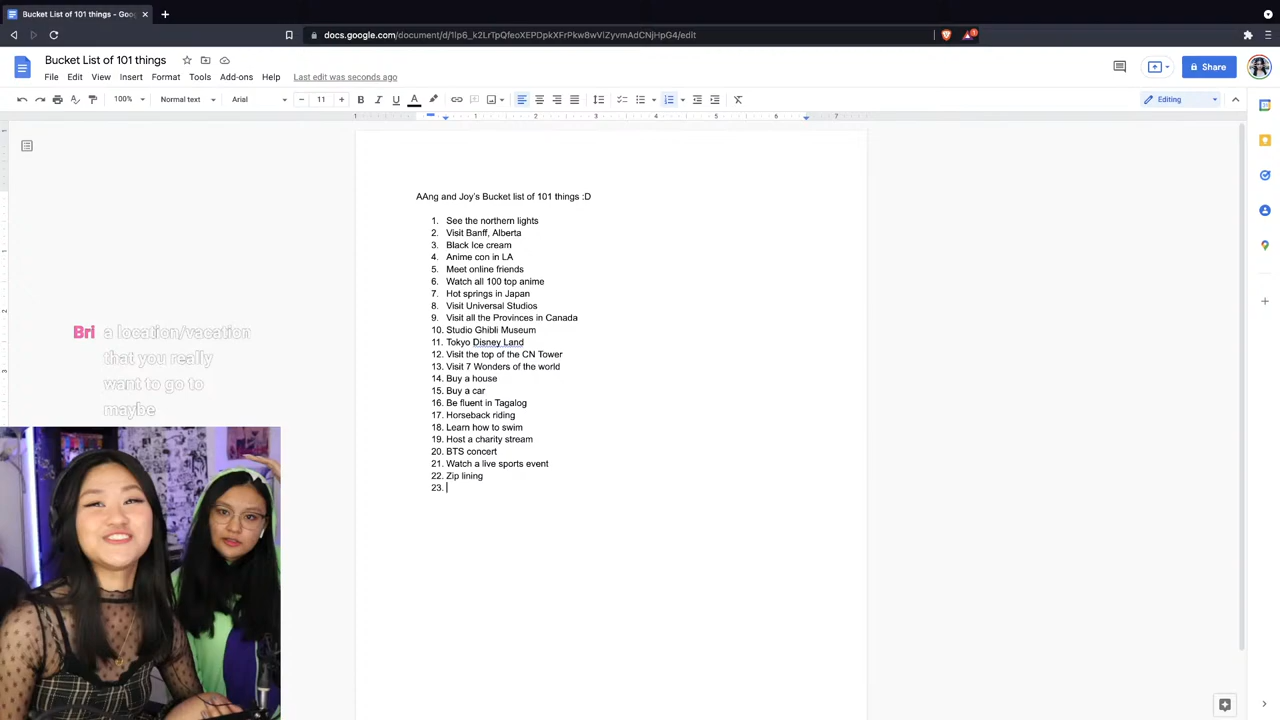 Bucket List of 101 things - Goo
docs.google.com/document/d/1lp6_k2LrTpQfeoXEPDpkXFrPkw8wViZyvmAdCNjHpG4/edit
Bucket List of 101 things
File Edit View Insert Format Tools Add-ons Help Last edit was seconds ago
Share
100% Normal text Arial 11 Editing
1 1 2 3 4 5 6 7
AAng and Joy's Bucket list of 101 things :D
1. See the northern lights
2. Visit Banff, Alberta
3. Black Ice cream
4. Anime con in LA
5. Meet online friends
6. Watch all 100 top anime
7. Hot springs in Japan
8. Visit Universal Studios
9. Visit all the Provinces in Canada
10. Studio Ghibli Museum
11. Tokyo Disney Land
12. Visit the top of the CN Tower
13. Visit 7 Wonders of the world
14. Buy a house
15. Buy a car
16. Be fluent in Tagalog
17. Horseback riding
18. Learn how to swim
19. Host a charity stream
20. BTS concert
21. Watch a live sports event
22. Zip lining
23.
Bri a location/vacation
that you really
want to go to
maybe